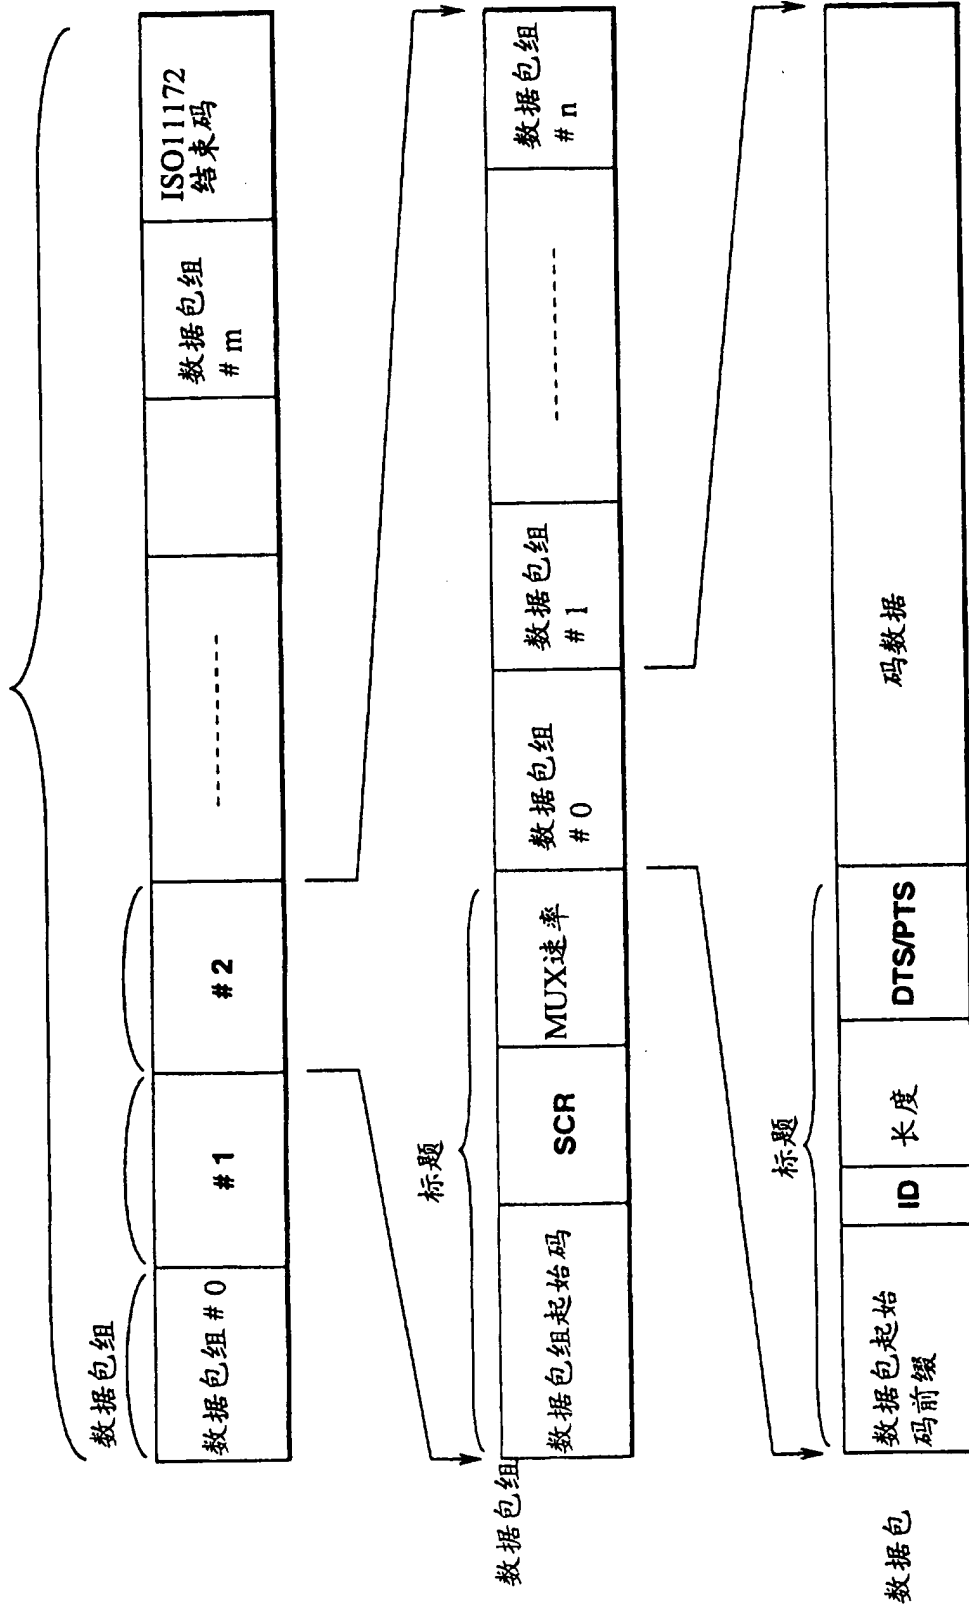 数据包组
数据包组#0
#1
#2
----------
数据包组
#m
ISO11172
结束码
数据包组
标题
数据包组起始码
SCR
MUX速率
数据包组
#0
数据包组
#1
----------
数据包组
#n
数据包
标题
数据包起始
码前缀
ID
长度
DTS/PTS
码数据